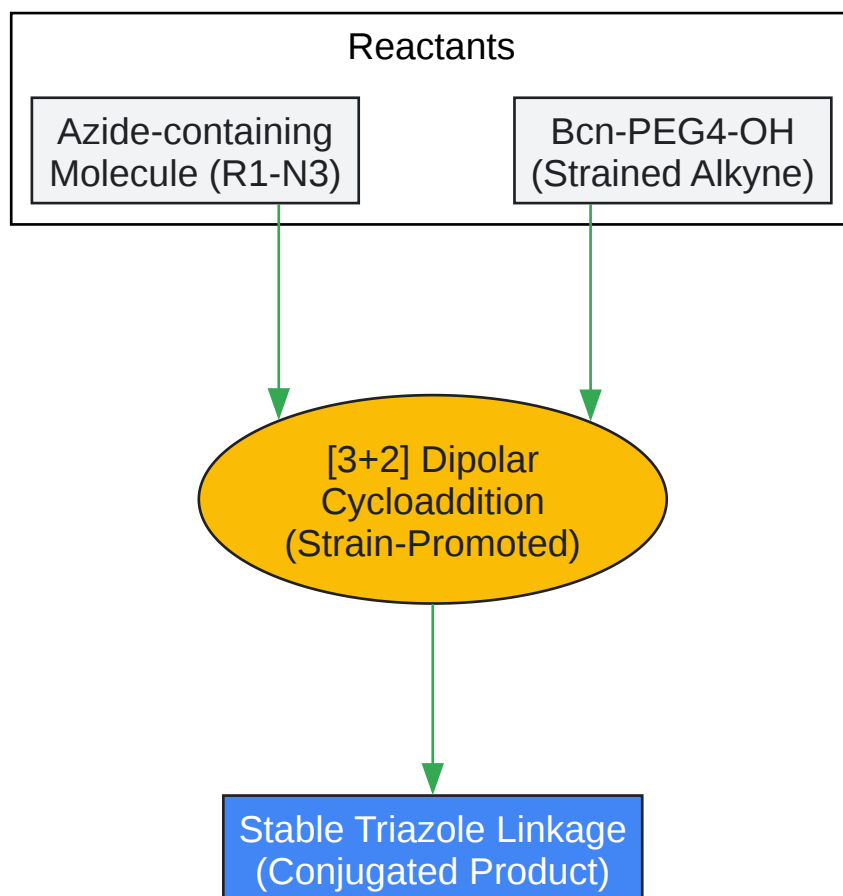 Reactants
Azide-containing
Molecule (R1-N3)
Bcn-PEG4-OH
(Strained Alkyne)
[3+2] Dipolar
Cycloaddition
(Strain-Promoted)
Stable Triazole Linkage
(Conjugated Product)